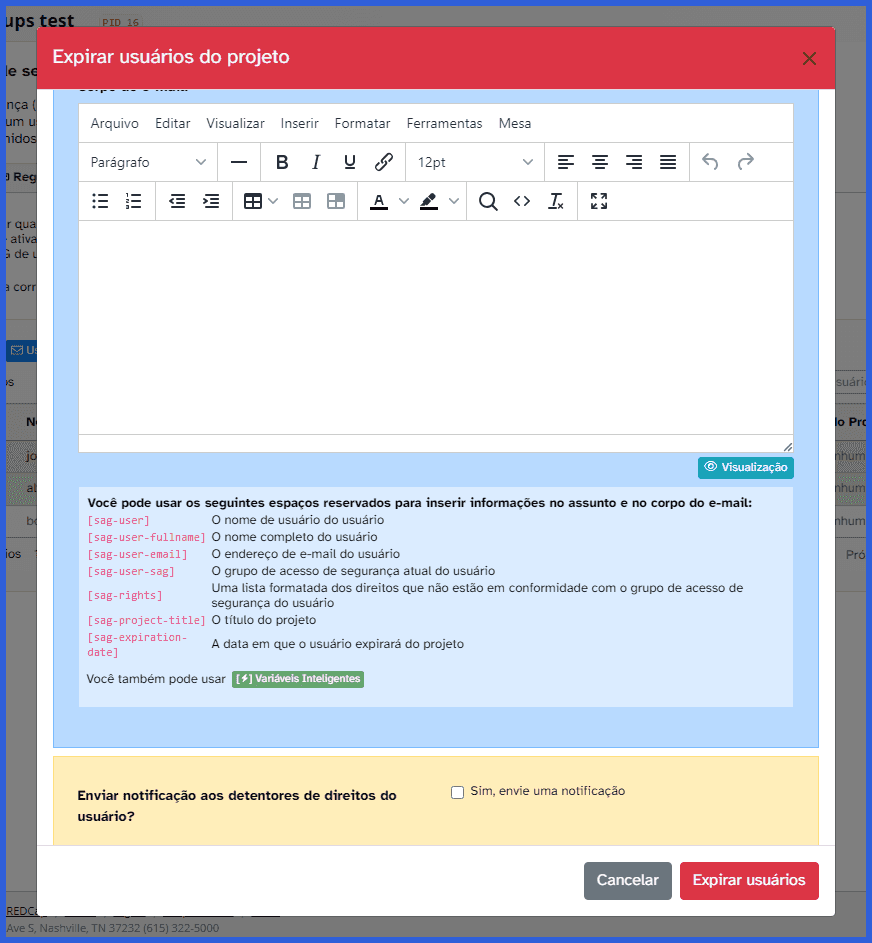 ups test PID 16
Expirar usuários do projeto
Arquivo Editar Visualizar Inserir Formatar Ferramentas Mesa
Parágrafo 12pt
Visualização
Você pode usar os seguintes espaços reservados para inserir informações no assunto e no corpo do e-mail:
[sag-user] O nome de usuário do usuário
[sag-user-fullname] O nome completo do usuário
[sag-user-email] O endereço de e-mail do usuário
[sag-user-sag] O grupo de acesso de segurança atual do usuário
[sag-rights] Uma lista formatada dos direitos que não estão em conformidade com o grupo de acesso de
segurança do usuário
[sag-project-title] O título do projeto
[sag-expiration-
date] A data em que o usuário expirará do projeto
Você também pode usar [⚡] Variáveis Inteligentes
Enviar notificação aos detentores de direitos do
usuário?
Sim, envie uma notificação
Cancelar Expirar usuários
Ave S, Nashville, TN 37232 (615) 322-5000